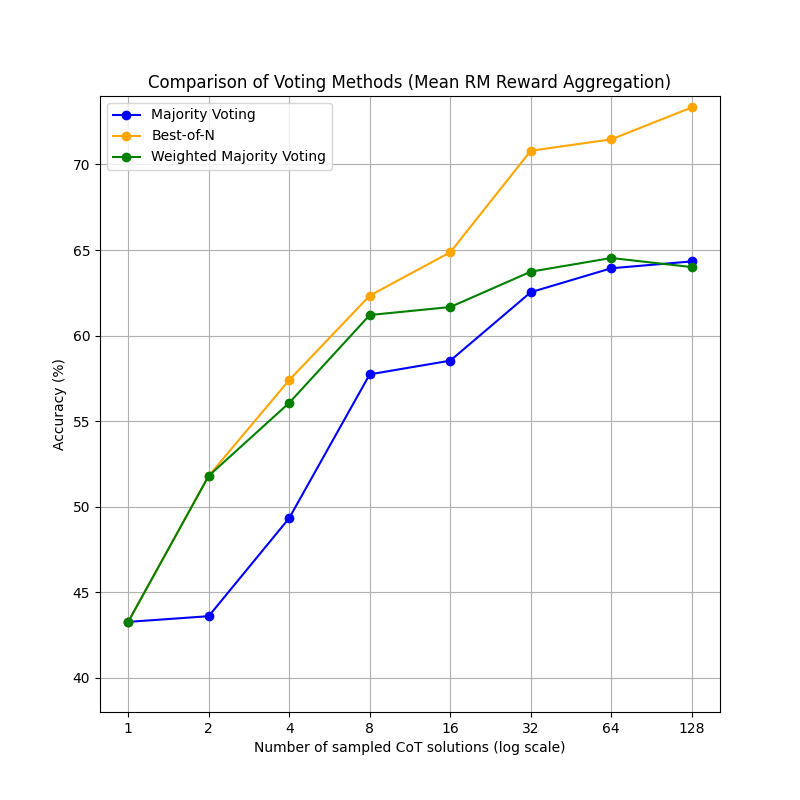 Comparison of Voting Methods (Mean RM Reward Aggregation)
Majority Voting
Best-of-N
Weighted Majority Voting
Accuracy (%)
70
65
60
55
50
45
40
1 2 4 8 16 32 64 128
Number of sampled CoT solutions (log scale)